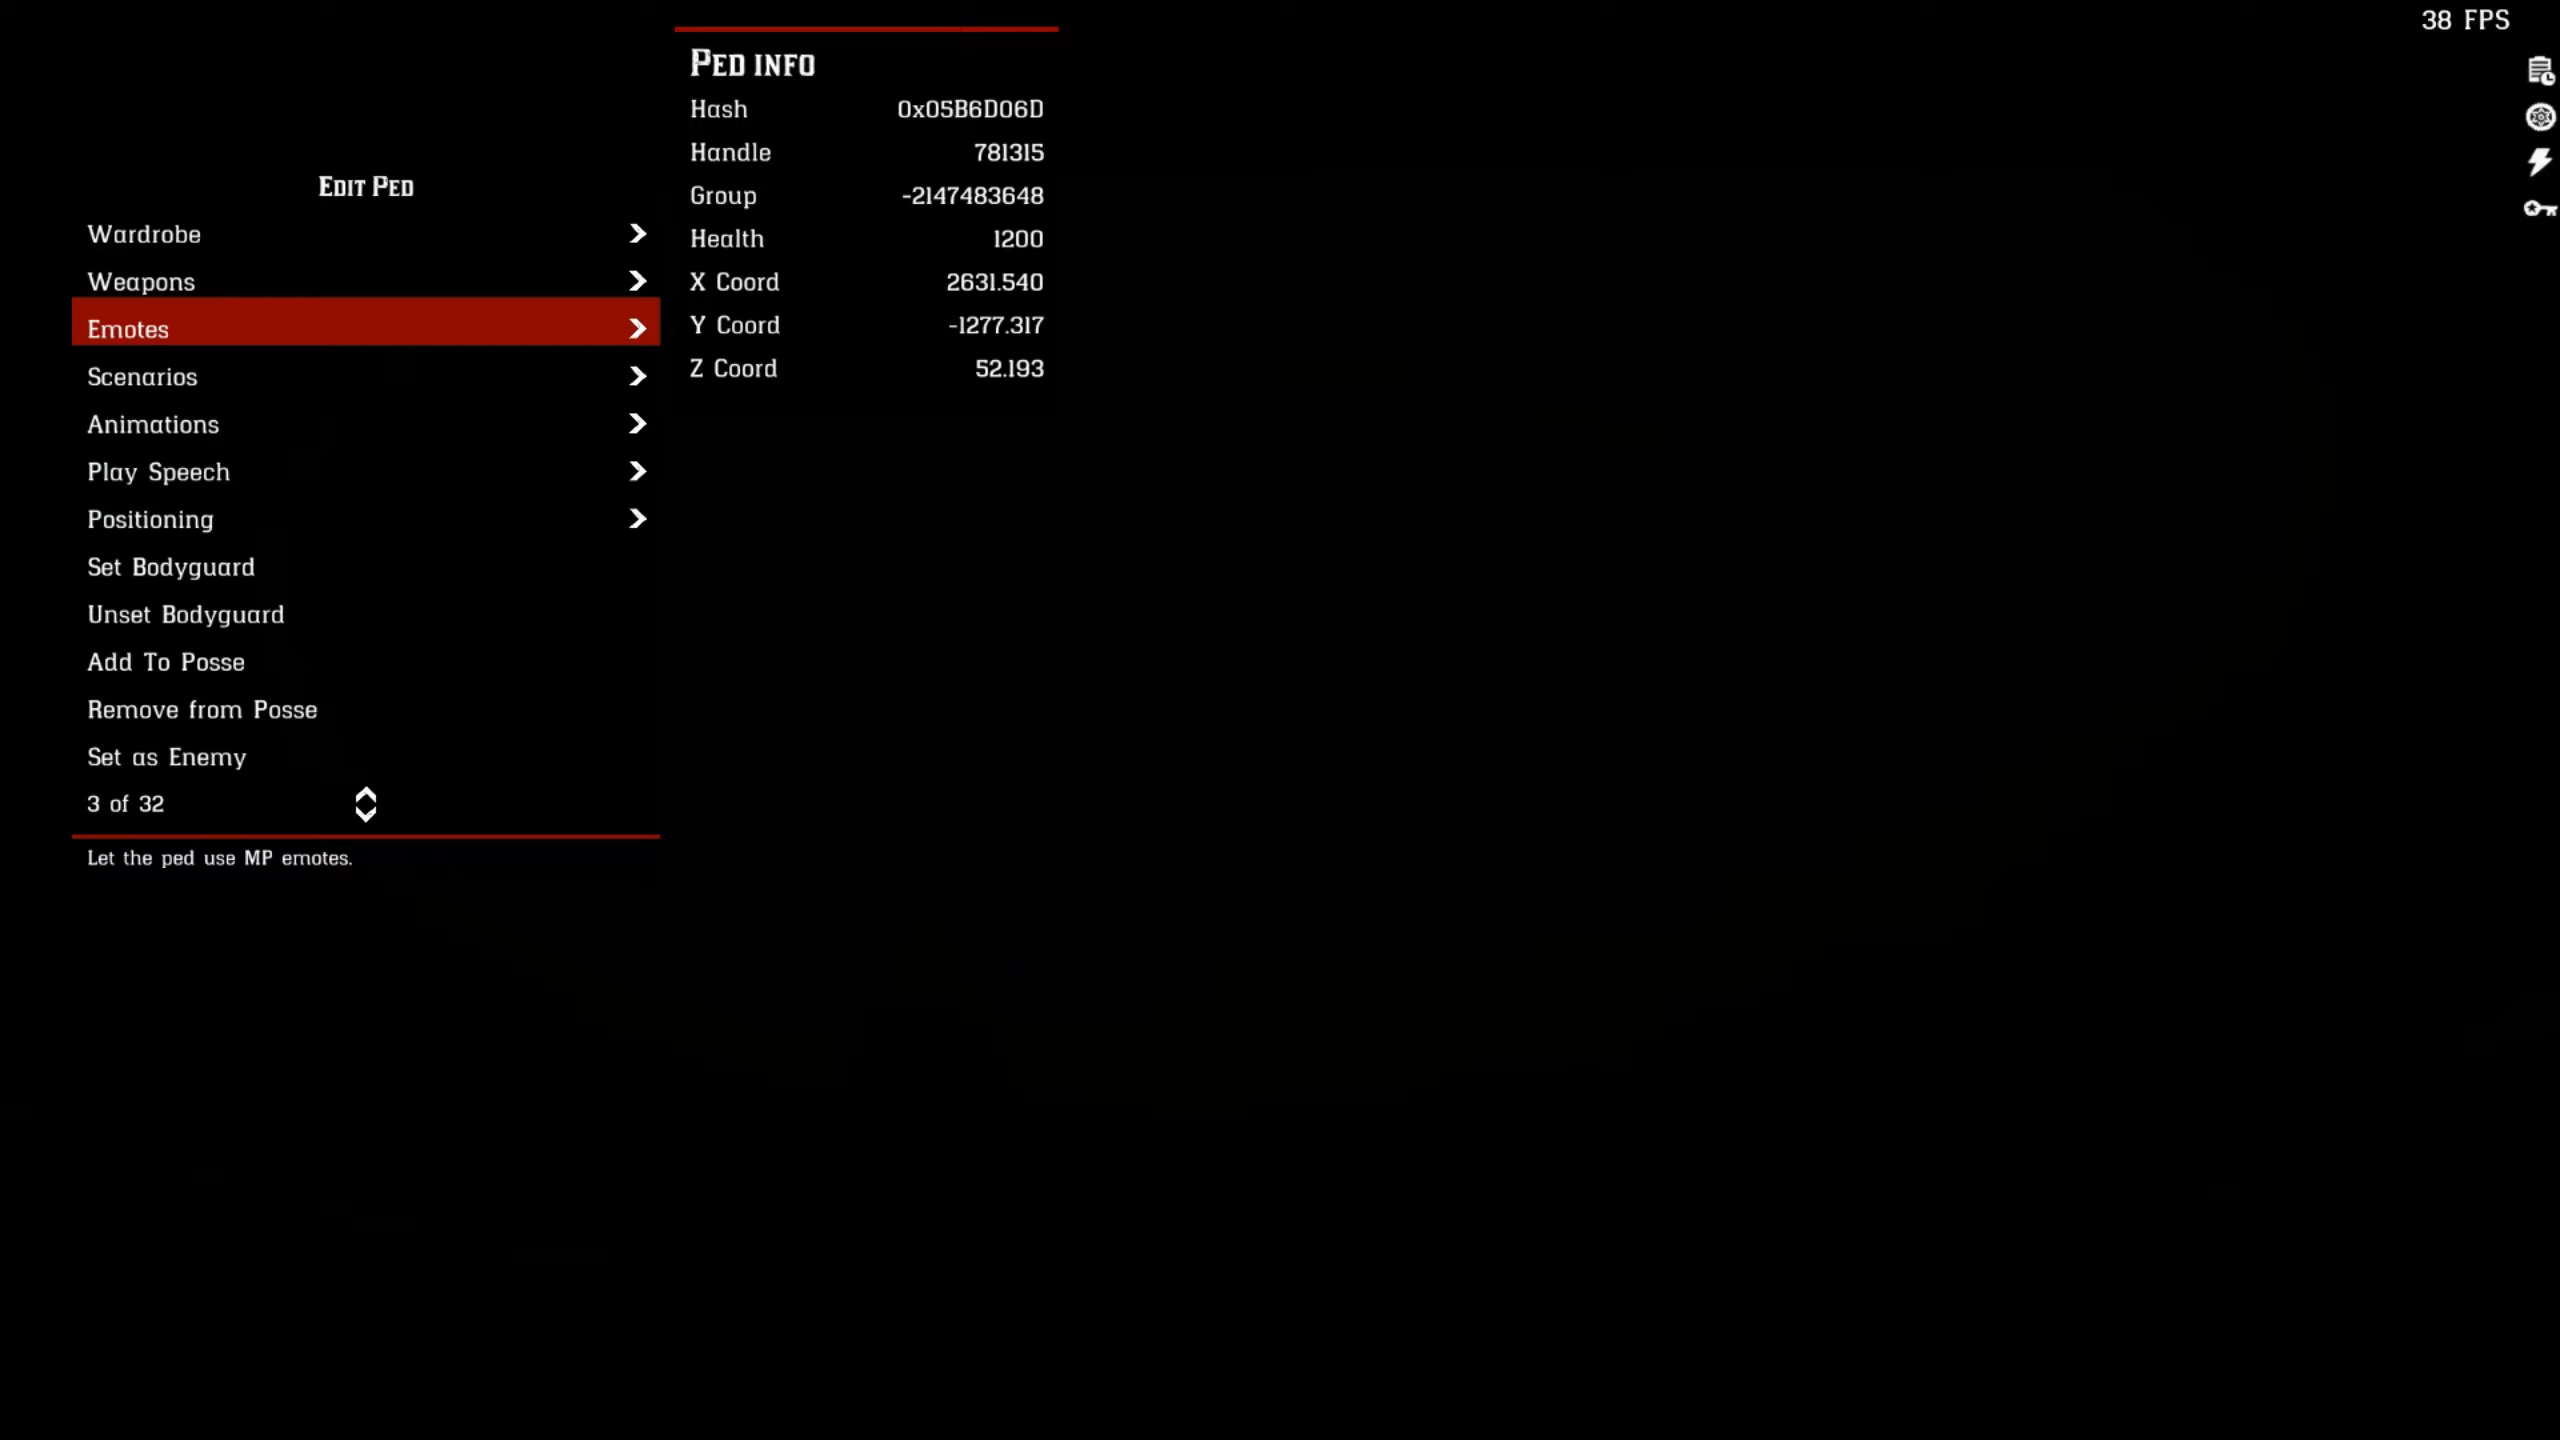 38 FPS
PED INFO
Hash 0x05B6D06D
Handle 781315
Group -2147483648
Health 1200
X Coord 2631.540
Y Coord -1277.317
Z Coord 52.193
EDIT PED
Wardrobe
Weapons
Emotes
Scenarios
Animations
Play Speech
Positioning
Set Bodyguard
Unset Bodyguard
Add To Posse
Remove from Posse
Set as Enemy
3 of 32
Let the ped use MP emotes.